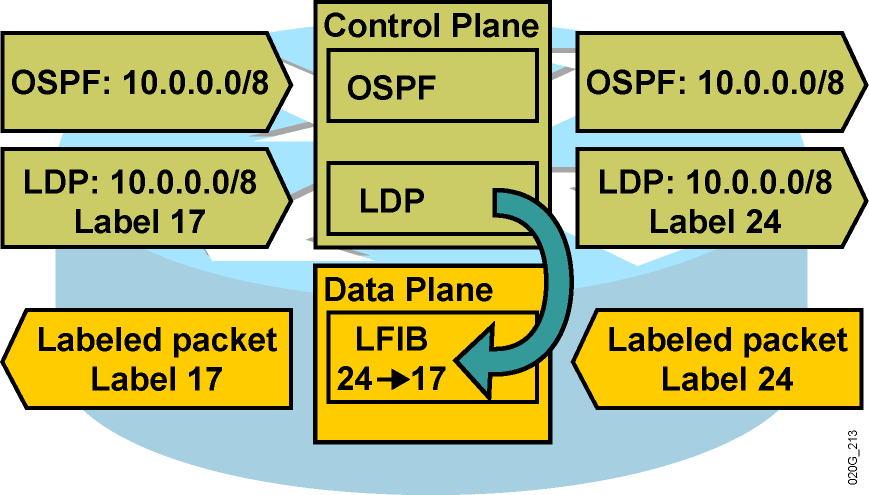 Control Plane
OSPF: 10.0.0.0/8
OSPF
OSPF: 10.0.0.0/8
LDP: 10.0.0.0/8
Label 17
LDP
LDP: 10.0.0.0/8
Label 24
Data Plane
Labeled packet
Label 17
LFIB
24→17
Labeled packet
Label 24
020G_213